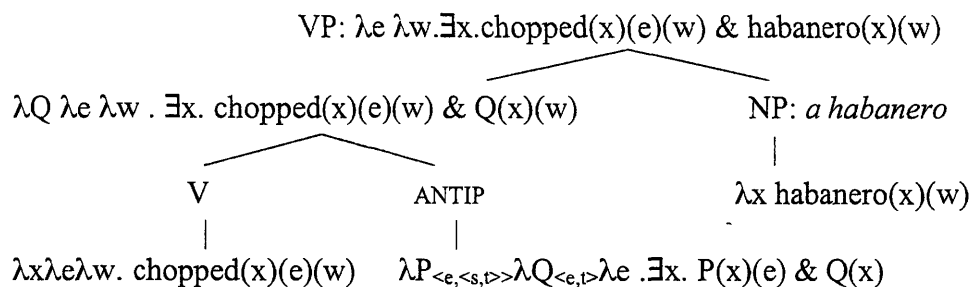 VP: λe λw.∃x.chopped(x)(e)(w) & habanero(x)(w)
λQ λe λw . ∃x. chopped(x)(e)(w) & Q(x)(w) NP: a habanero
V ANTIP λx habanero(x)(w)
λxλeλw. chopped(x)(e)(w) λP<e,<s,t>>λQ<e,t>λe .∃x. P(x)(e) & Q(x)